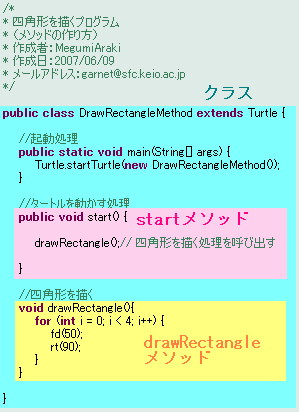 /*
* 四角形を描くプログラム
* (メソッドの作り方)
* 作成者：MegumiAraki
* 作成日：2007/06/09
* メールアドレス：garnet@sfc.keio.ac.jp
*/
クラス
public class DrawRectangleMethod extends Turtle {
//起動処理
public static void main(String[] args) {
Turtle.startTurtle(new DrawRectangleMethod());
}
//タートルを動かす処理
public void start() {
startメソッド
drawRectangle();// 四角形を描く処理を呼び出す
}
//四角形を描く
void drawRectangle(){
for (int i = 0; i < 4; i++) {
fd(50);
rt(90);
drawRectangle
メソッド
}
}
}